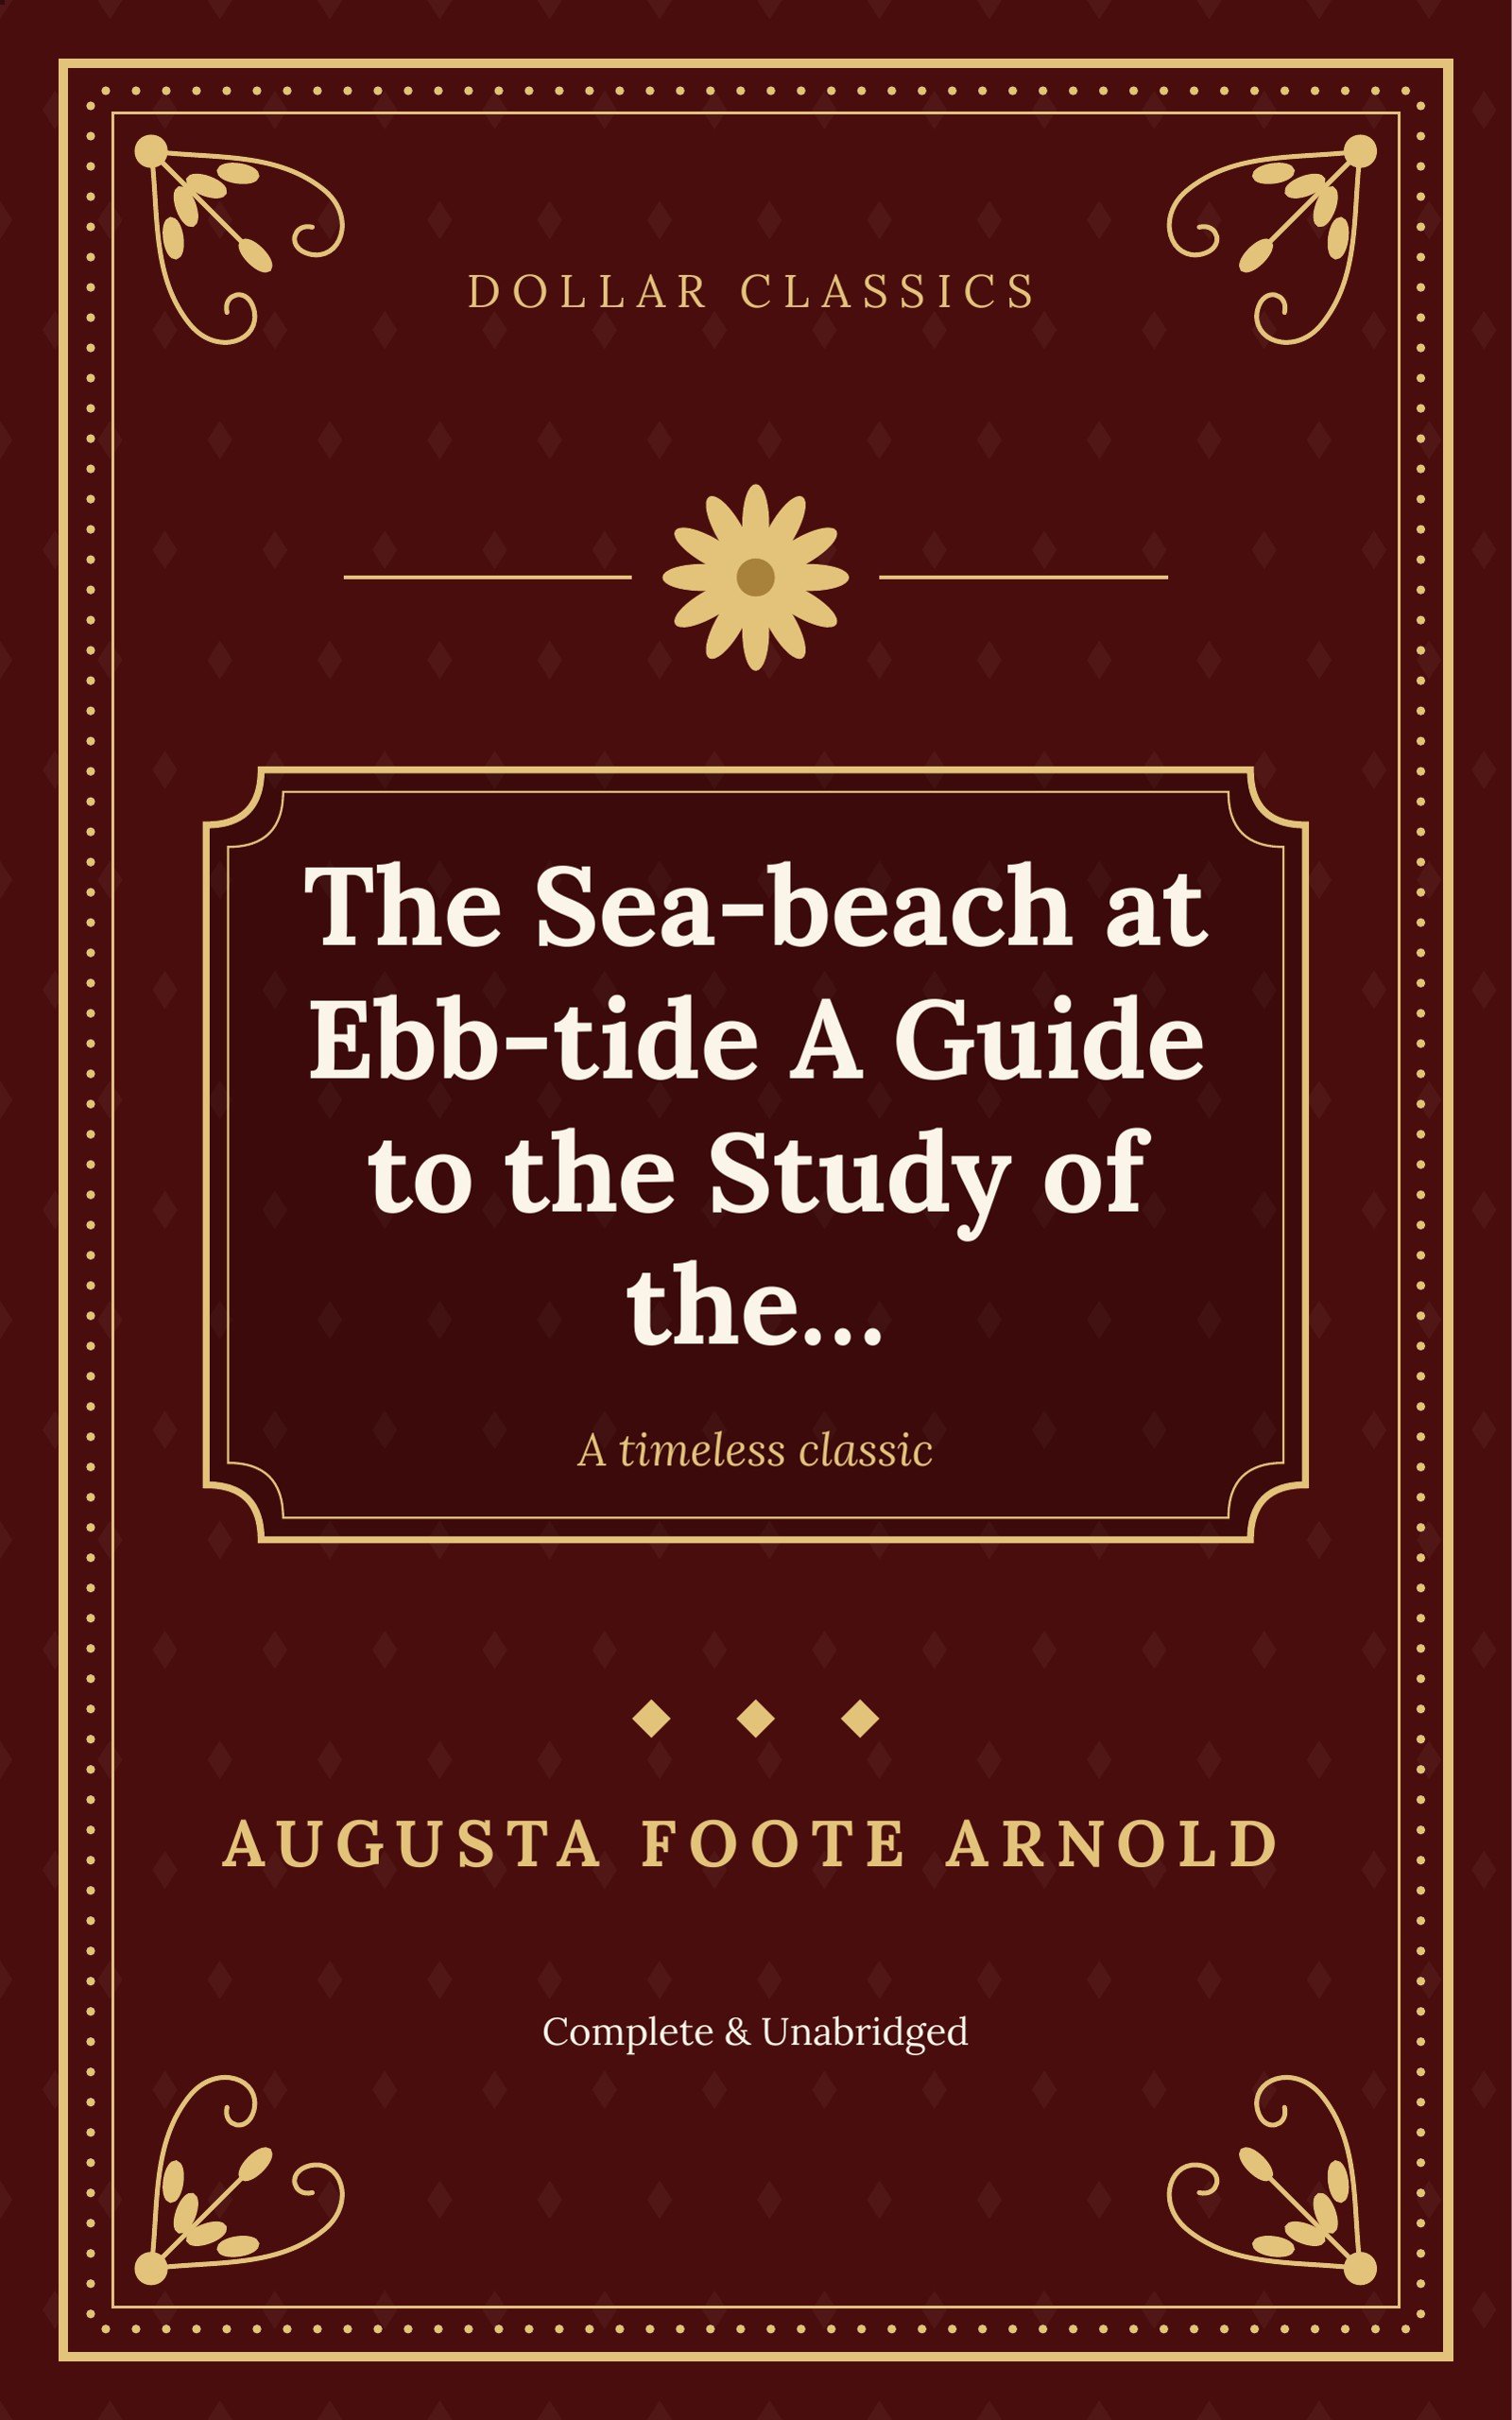 DOLLAR CLASSICS
The Sea-beach at
Ebb-tide A Guide
to the Study of
the...
A timeless classic
AUGUSTA FOOTE ARNOLD
Complete & Unabridged